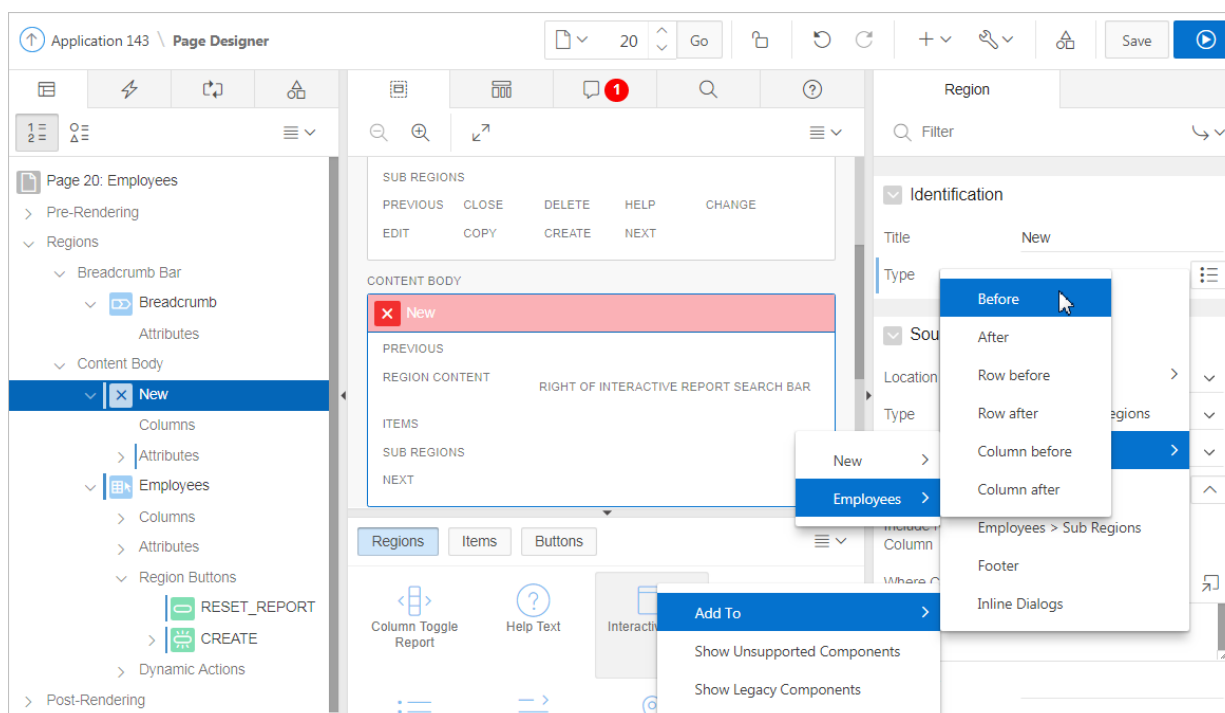 Application 143 \ Page Designer
20
Go
Save
1
Region
Filter
Page 20: Employees
Pre-Rendering
Regions
Breadcrumb Bar
Breadcrumb
Attributes
Content Body
New
Columns
Attributes
Employees
Columns
Attributes
Region Buttons
RESET_REPORT
CREATE
Dynamic Actions
Post-Rendering
SUB REGIONS
PREVIOUS CLOSE DELETE HELP CHANGE
EDIT COPY CREATE NEXT
CONTENT BODY
New
PREVIOUS
REGION CONTENT
RIGHT OF INTERACTIVE REPORT SEARCH BAR
ITEMS
SUB REGIONS
NEXT
Regions Items Buttons
Column Toggle
Report
Help Text
Interactiv
Add To
Show Unsupported Components
Show Legacy Components
New
Employees
Before
After
Row before
Row after
Column before
Column after
Employees > Sub Regions
Footer
Inline Dialogs
Identification
Title New
Type
Sou
Location
Type
egions
Column
Where C